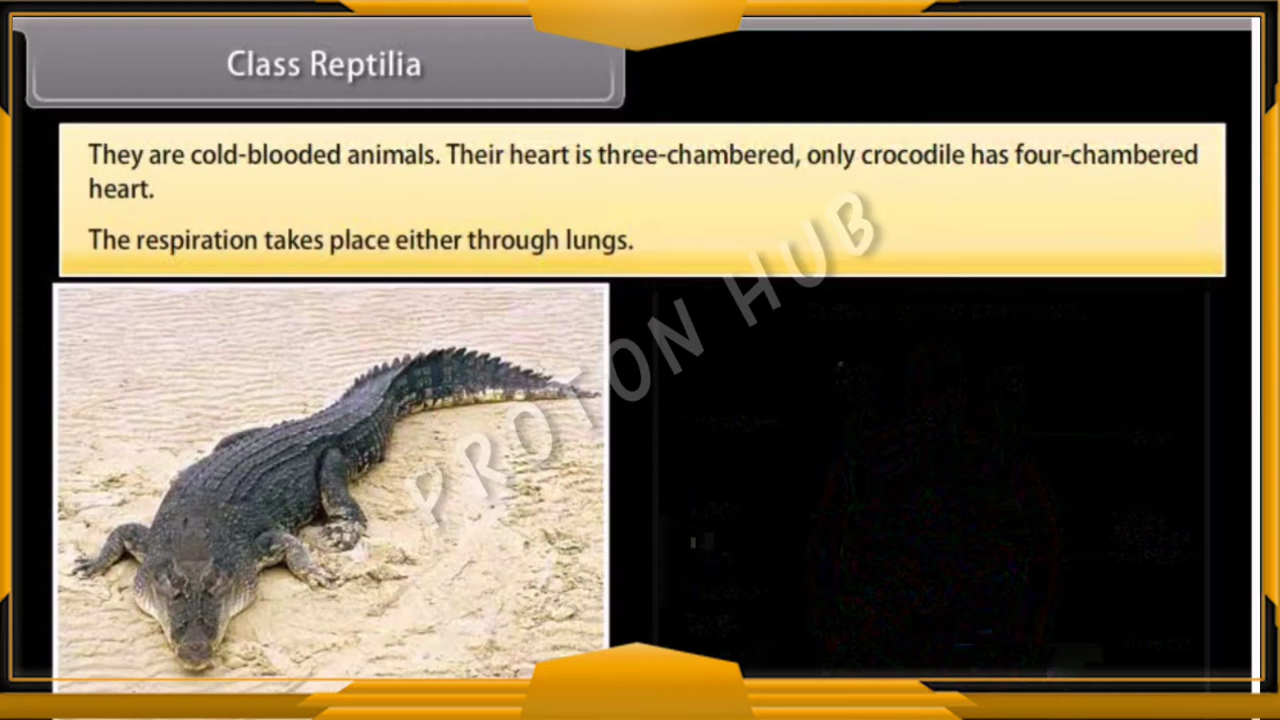 Class Reptilia
They are cold-blooded animals. Their heart is three-chambered, only crocodile has four-chambered
heart.
The respiration takes place either through lungs.
PROTON HUB